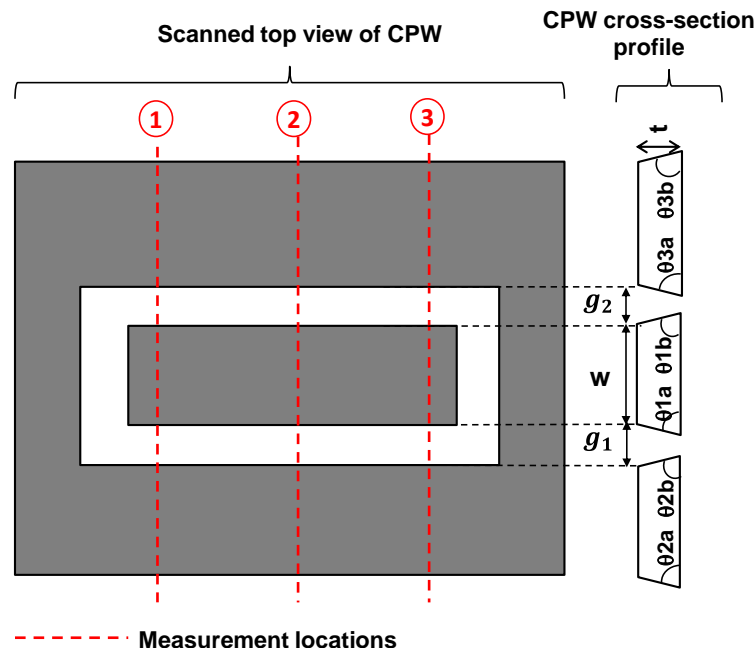 Scanned top view of CPW
CPW cross-section
profile
1
2
3
t
θ3b
θ3a
g₂
θ1b
w
θ1a
g₁
θ2b
θ2a
Measurement locations